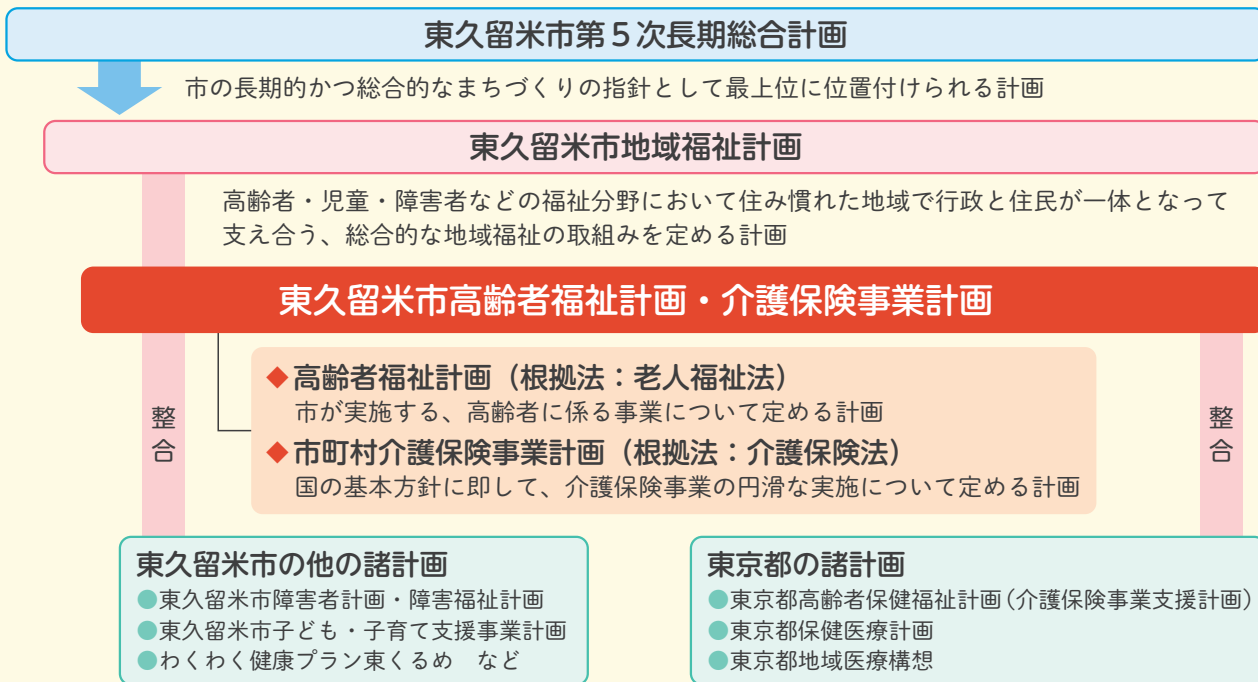 東久留米市第5次長期総合計画
市の長期的かつ総合的なまちづくりの指針として最上位に位置付けられる計画
東久留米市地域福祉計画
高齢者・児童・障害者などの福祉分野において住み慣れた地域で行政と住民が一体となって
支え合う、総合的な地域福祉の取組みを定める計画
東久留米市高齢者福祉計画・介護保険事業計画
◆高齢者福祉計画（根拠法：老人福祉法）
市が実施する、高齢者に係る事業について定める計画
◆市町村介護保険事業計画（根拠法：介護保険法）
国の基本方針に即して、介護保険事業の円滑な実施について定める計画
整合
整合
東久留米市の他の諸計画
●東久留米市障害者計画・障害福祉計画
●東久留米市子ども・子育て支援事業計画
●わくわく健康プラン東くるめ　など
東京都の諸計画
●東京都高齢者保健福祉計画(介護保険事業支援計画)
●東京都保健医療計画
●東京都地域医療構想